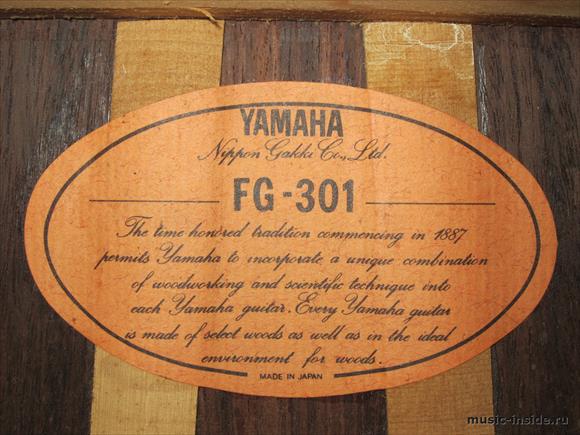 YAMAHA
Nippon Gakki Co., Ltd.
FG-301
The time honored tradition commencing in 1887
permits Yamaha to incorporate a unique combination
of woodworking and scientific technique into
each Yamaha guitar. Every Yamaha guitar
is made of select woods as well as in the ideal
environment for woods.
MADE IN JAPAN
music-inside.ru